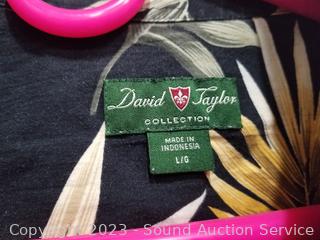 David Taylor
COLLECTION
MADE IN
INDONESIA
L/G
Copyright 2023 - Sound Auction Service